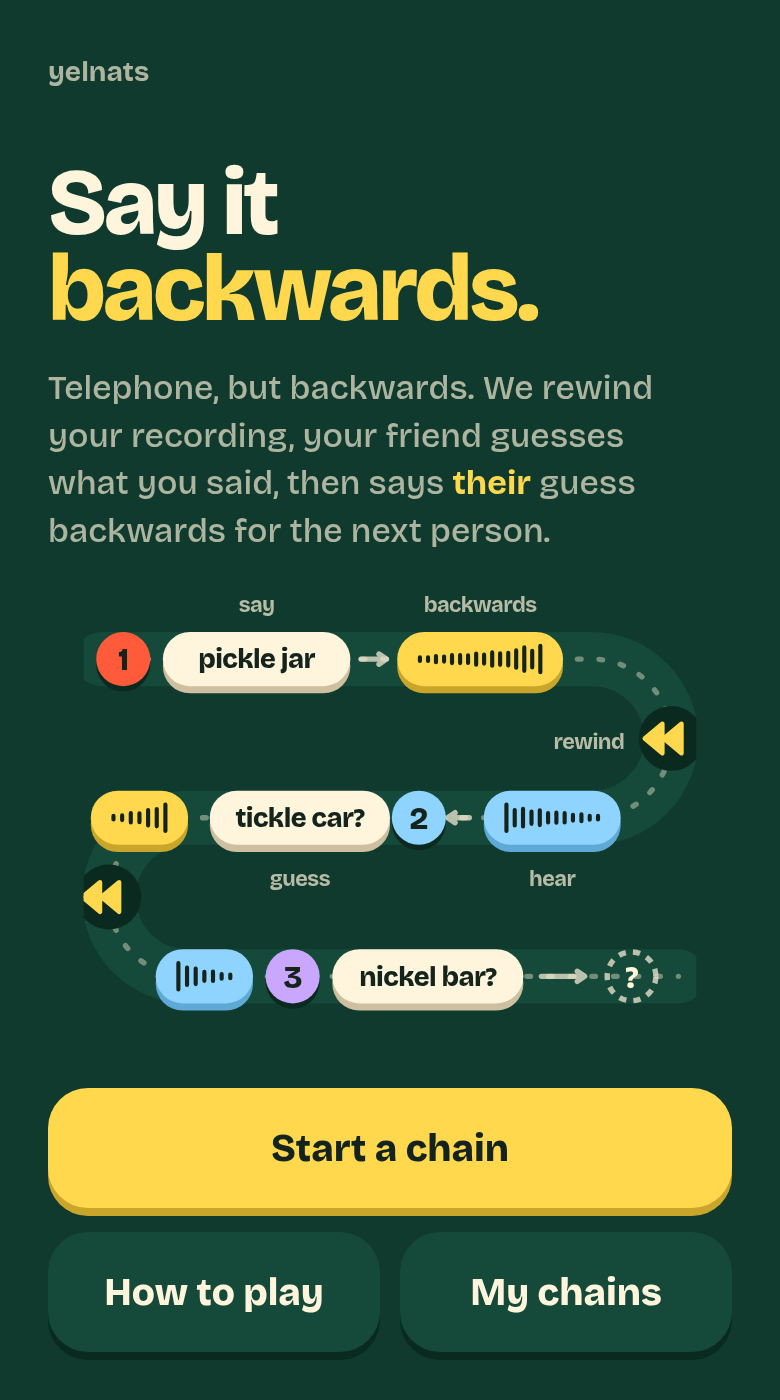 yelnats
Say it
backwards.
Telephone, but backwards. We rewind
your recording, your friend guesses
what you said, then says their guess
backwards for the next person.
say backwards
1 pickle jar
rewind
tickle car? 2
guess hear
3 nickel bar? ?
Start a chain
How to play My chains